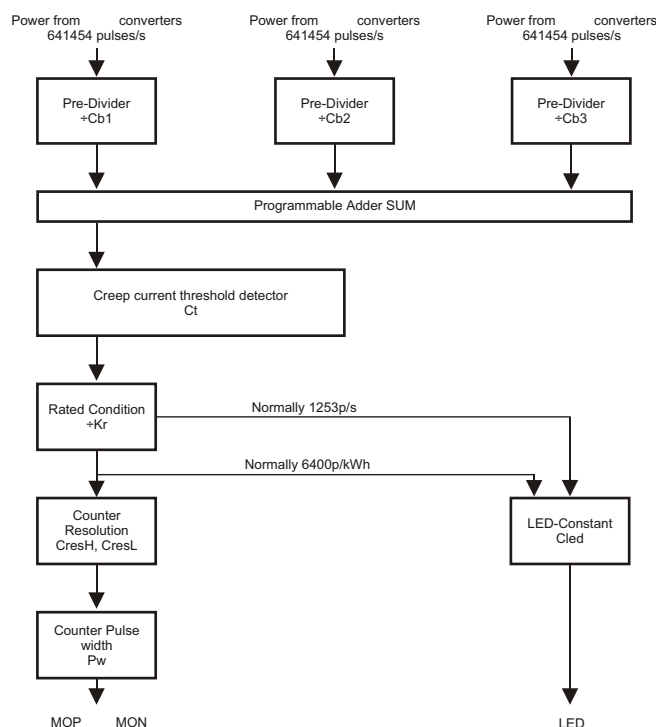 Power from converters
641454 pulses/s
Power from converters
641454 pulses/s
Power from converters
641454 pulses/s
Pre-Divider
÷Cb1
Pre-Divider
÷Cb2
Pre-Divider
÷Cb3
Programmable Adder SUM
Creep current threshold detector
Ct
Rated Condition
÷Kr
Normally 1253p/s
Normally 6400p/kWh
Counter
Resolution
CresH, CresL
LED-Constant
Cled
Counter Pulse
width
Pw
MOP MON
LED